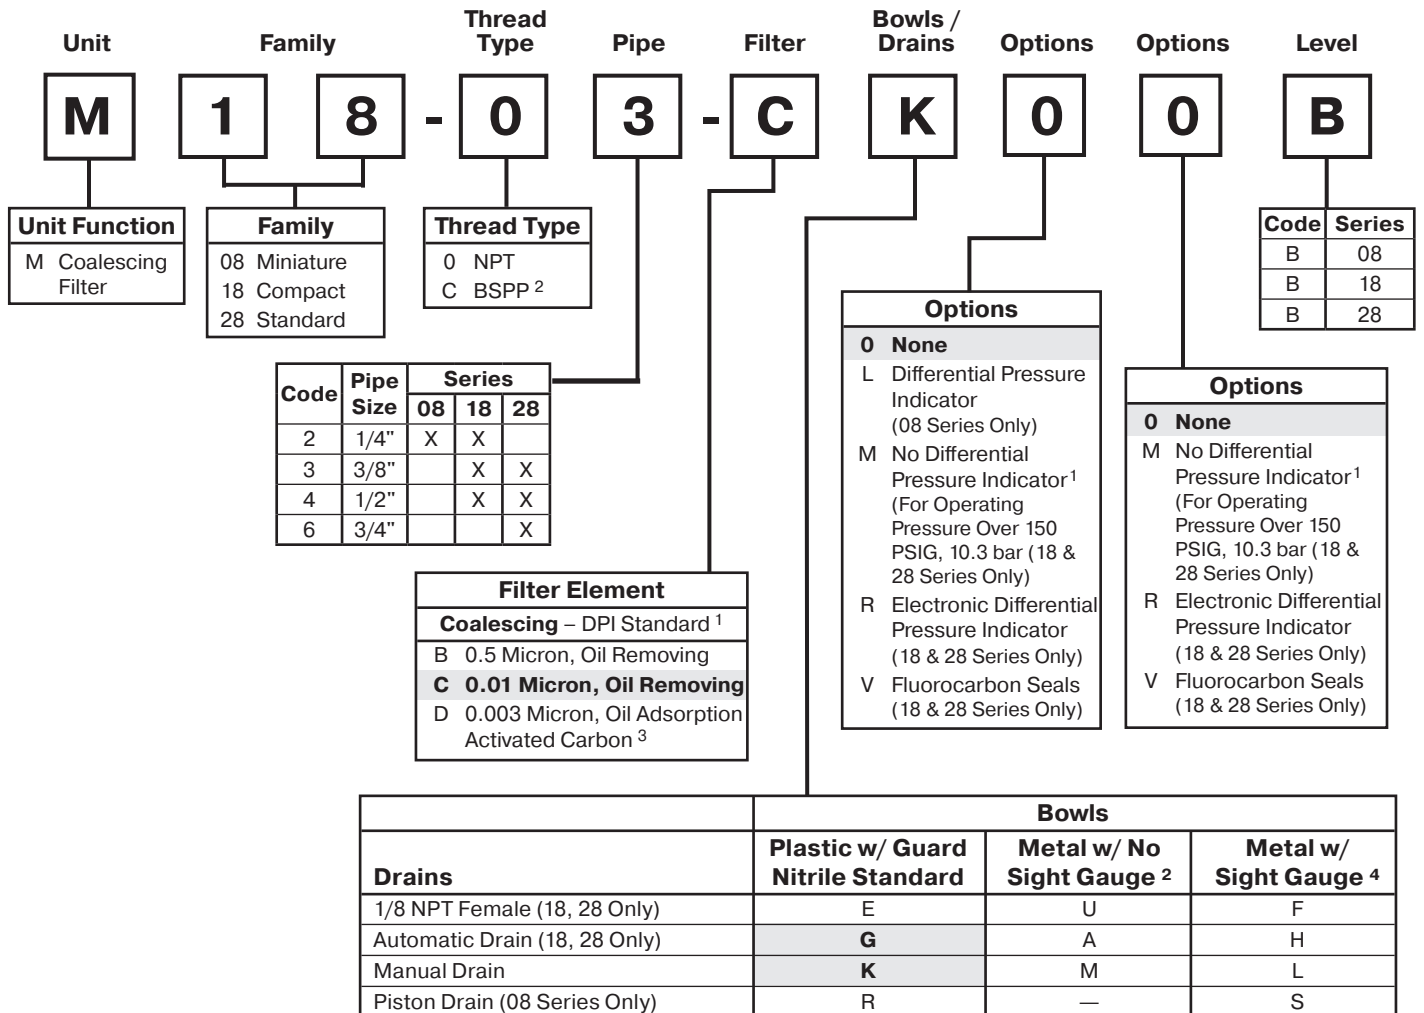 Unit Family Thread Type Pipe Filter Bowls / Drains Options Options Level
M 1 8 - 0 3 - C K 0 0 B
Unit Function
M Coalescing
Filter
Family
08 Miniature
18 Compact
28 Standard
Thread Type
0 NPT
C BSPP 2
Code Series
B 08
B 18
B 28
Code Pipe Size Series
08 18 28
2 1/4" X X
3 3/8" X X
4 1/2" X X
6 3/4" X
Filter Element
Coalescing – DPI Standard 1
B 0.5 Micron, Oil Removing
C 0.01 Micron, Oil Removing
D 0.003 Micron, Oil Adsorption
Activated Carbon 3
Options
0 None
L Differential Pressure
Indicator
(08 Series Only)
M No Differential
Pressure Indicator 1
(For Operating
Pressure Over 150
PSIG, 10.3 bar (18 &
28 Series Only)
R Electronic Differential
Pressure Indicator
(18 & 28 Series Only)
V Fluorocarbon Seals
(18 & 28 Series Only)
Options
0 None
M No Differential
Pressure Indicator 1
(For Operating
Pressure Over 150
PSIG, 10.3 bar (18 &
28 Series Only)
R Electronic Differential
Pressure Indicator
(18 & 28 Series Only)
V Fluorocarbon Seals
(18 & 28 Series Only)
Bowls
Drains Plastic w/ Guard Nitrile Standard Metal w/ No Sight Gauge 2 Metal w/ Sight Gauge 4
1/8 NPT Female (18, 28 Only) E U F
Automatic Drain (18, 28 Only) G A H
Manual Drain K M L
Piston Drain (08 Series Only) R — S